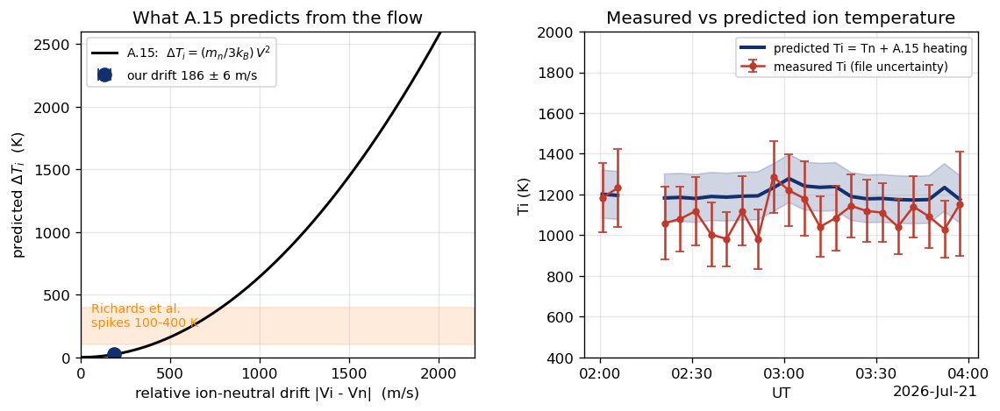 What A.15 predicts from the flow
predicted ΔTᵢ (K)
2500
2000
1500
1000
500
0
A.15: ΔTᵢ = (mₙ/3k_B) V²
our drift 186 ± 6 m/s
Richards et al.
spikes 100-400 K
0 500 1000 1500 2000
relative ion-neutral drift |Vi - Vn| (m/s)
Measured vs predicted ion temperature
Ti (K)
2000
1800
1600
1400
1200
1000
800
600
400
predicted Ti = Tn + A.15 heating
measured Ti (file uncertainty)
02:00 02:30 03:00 03:30 04:00
UT
2026-Jul-21